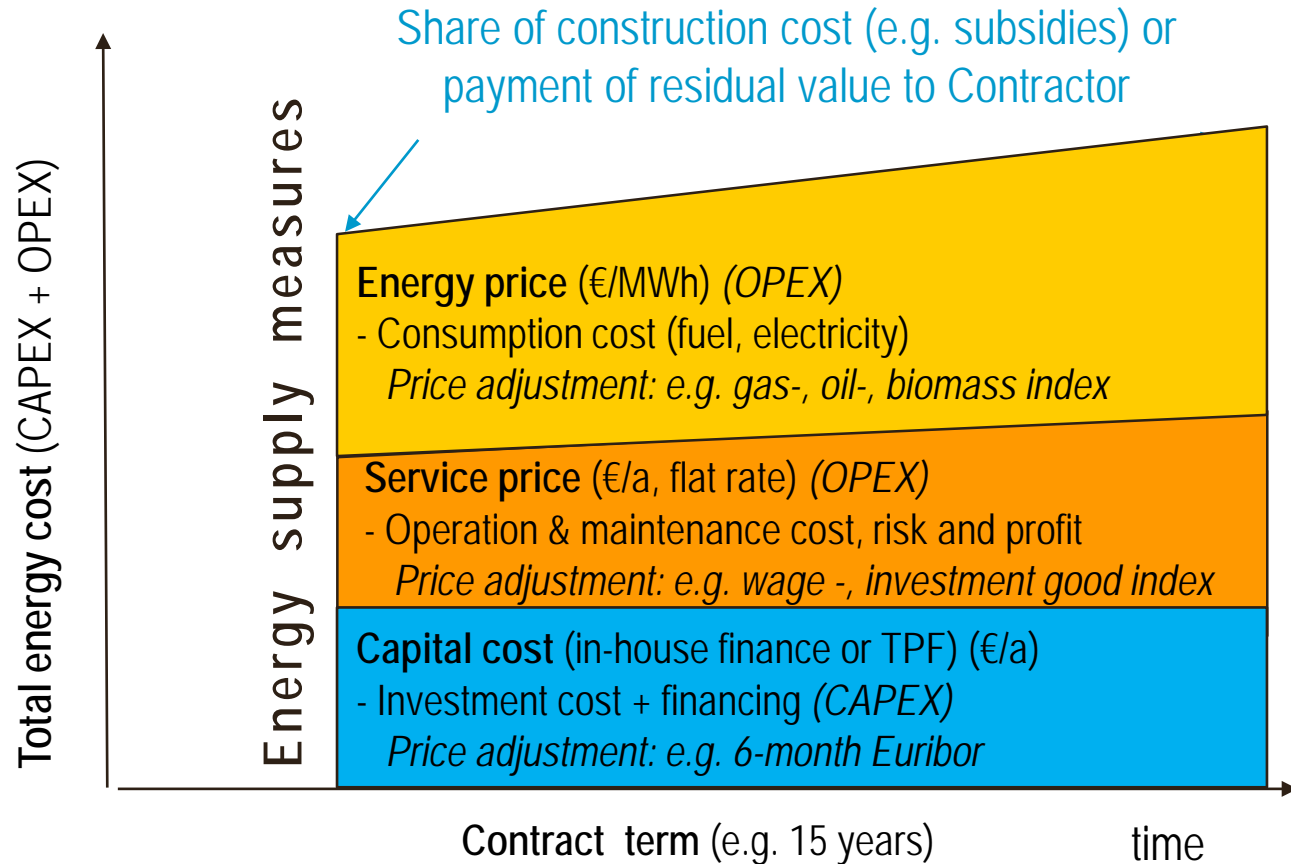 Share of construction cost (e.g. subsidies) or
payment of residual value to Contractor
Total energy cost (CAPEX + OPEX)
Energy supply measures
Energy price (€/MWh) (OPEX)
- Consumption cost (fuel, electricity)
Price adjustment: e.g. gas-, oil-, biomass index
Service price (€/a, flat rate) (OPEX)
- Operation & maintenance cost, risk and profit
Price adjustment: e.g. wage -, investment good index
Capital cost (in-house finance or TPF) (€/a)
- Investment cost + financing (CAPEX)
Price adjustment: e.g. 6-month Euribor
Contract term (e.g. 15 years) time